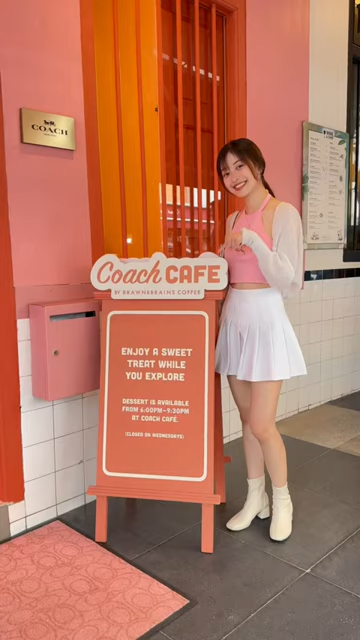 COACH
Coach CAFE
BY BRAWN&BRAINS COFFEE
ENJOY A SWEET
TREAT WHILE
YOU EXPLORE
DESSERT IS AVAILABLE
FROM 6:00PM–9:30PM
AT COACH CAFÉ.
(CLOSED ON WEDNESDAYS)